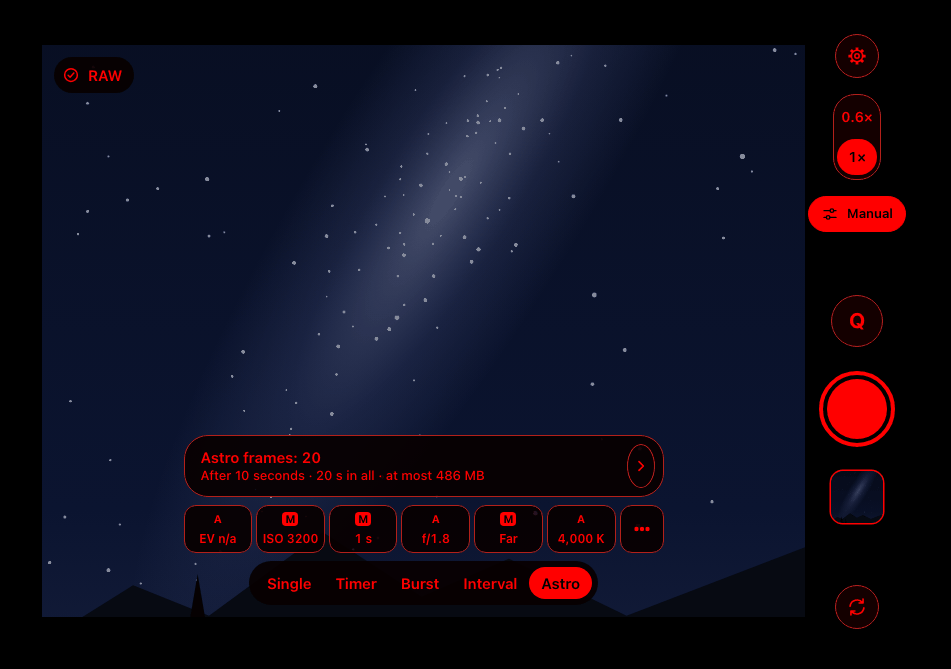 RAW
0.6×
1×
Manual
Q
Astro frames: 20
After 10 seconds · 20 s in all · at most 486 MB
A
EV n/a
M
ISO 3200
M
1 s
A
f/1.8
M
Far
A
4,000 K
•••
Single
Timer
Burst
Interval
Astro